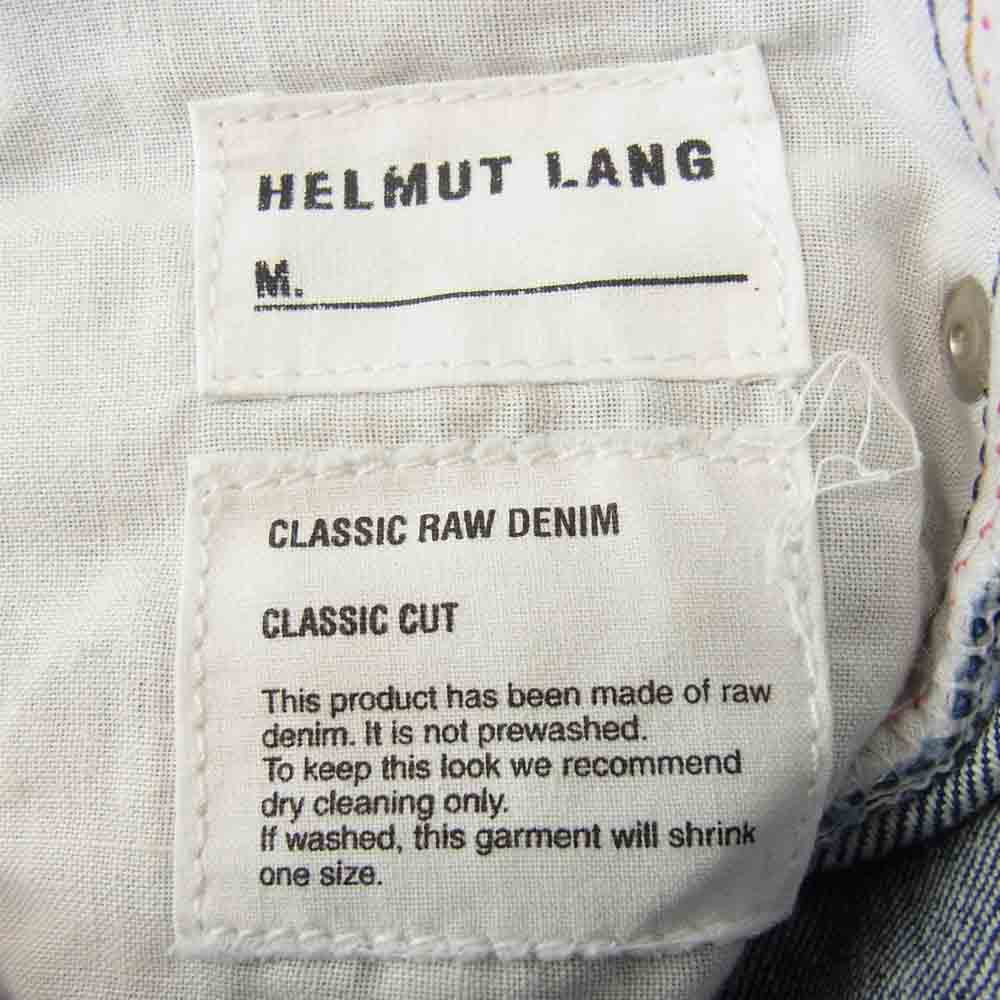 HELMUT LANG
M.
CLASSIC RAW DENIM
CLASSIC CUT
This product has been made of raw
denim. It is not prewashed.
To keep this look we recommend
dry cleaning only.
If washed, this garment will shrink
one size.